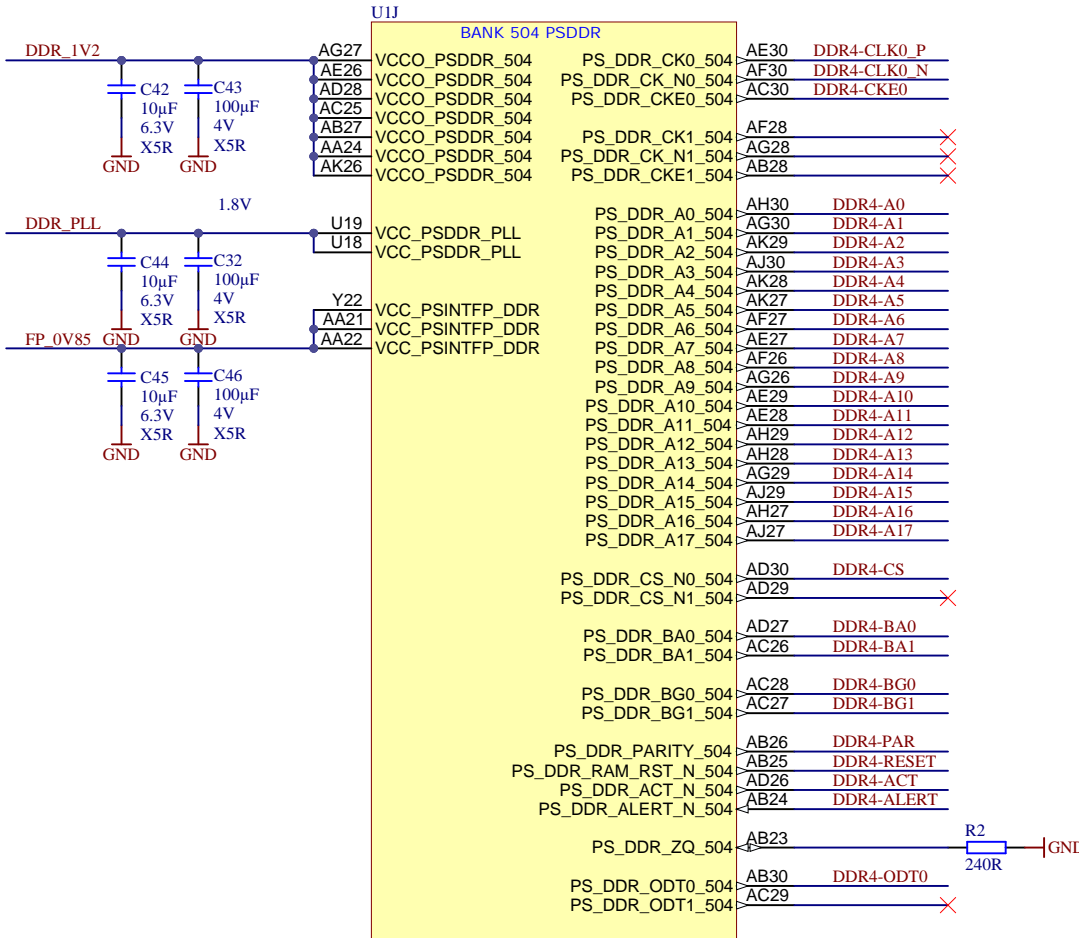 U1J
BANK 504 PSDDR
DDR_1V2
AG27 VCCO_PSDDR_504
AE26 VCCO_PSDDR_504
AD28 VCCO_PSDDR_504
AC25 VCCO_PSDDR_504
AB27 VCCO_PSDDR_504
AA24 VCCO_PSDDR_504
AK26 VCCO_PSDDR_504
C42
10µF
6.3V
X5R
GND
C43
100µF
4V
X5R
GND
1.8V
DDR_PLL
U19 VCC_PSDDR_PLL
U18 VCC_PSDDR_PLL
C44
10µF
6.3V
X5R
GND
C32
100µF
4V
X5R
GND
Y22 VCC_PSINTFP_DDR
AA21 VCC_PSINTFP_DDR
AA22 VCC_PSINTFP_DDR
FP_0V85
C45
10µF
6.3V
X5R
GND
C46
100µF
4V
X5R
GND
PS_DDR_CK0_504 AE30 DDR4-CLK0_P
PS_DDR_CK_N0_504 AF30 DDR4-CLK0_N
PS_DDR_CKE0_504 AC30 DDR4-CKE0
PS_DDR_CK1_504 AF28
PS_DDR_CK_N1_504 AG28
PS_DDR_CKE1_504 AB28
PS_DDR_A0_504 AH30 DDR4-A0
PS_DDR_A1_504 AG30 DDR4-A1
PS_DDR_A2_504 AK29 DDR4-A2
PS_DDR_A3_504 AJ30 DDR4-A3
PS_DDR_A4_504 AK28 DDR4-A4
PS_DDR_A5_504 AK27 DDR4-A5
PS_DDR_A6_504 AF27 DDR4-A6
PS_DDR_A7_504 AE27 DDR4-A7
PS_DDR_A8_504 AF26 DDR4-A8
PS_DDR_A9_504 AG26 DDR4-A9
PS_DDR_A10_504 AE29 DDR4-A10
PS_DDR_A11_504 AE28 DDR4-A11
PS_DDR_A12_504 AH29 DDR4-A12
PS_DDR_A13_504 AH28 DDR4-A13
PS_DDR_A14_504 AG29 DDR4-A14
PS_DDR_A15_504 AJ29 DDR4-A15
PS_DDR_A16_504 AH27 DDR4-A16
PS_DDR_A17_504 AJ27 DDR4-A17
PS_DDR_CS_N0_504 AD30 DDR4-CS
PS_DDR_CS_N1_504 AD29
PS_DDR_BA0_504 AD27 DDR4-BA0
PS_DDR_BA1_504 AC26 DDR4-BA1
PS_DDR_BG0_504 AC28 DDR4-BG0
PS_DDR_BG1_504 AC27 DDR4-BG1
PS_DDR_PARITY_504 AB26 DDR4-PAR
PS_DDR_RAM_RST_N_504 AB25 DDR4-RESET
PS_DDR_ACT_N_504 AD26 DDR4-ACT
PS_DDR_ALERT_N_504 AB24 DDR4-ALERT
PS_DDR_ZQ_504 AB23
R2
240R
GND
PS_DDR_ODT0_504 AB30 DDR4-ODT0
PS_DDR_ODT1_504 AC29